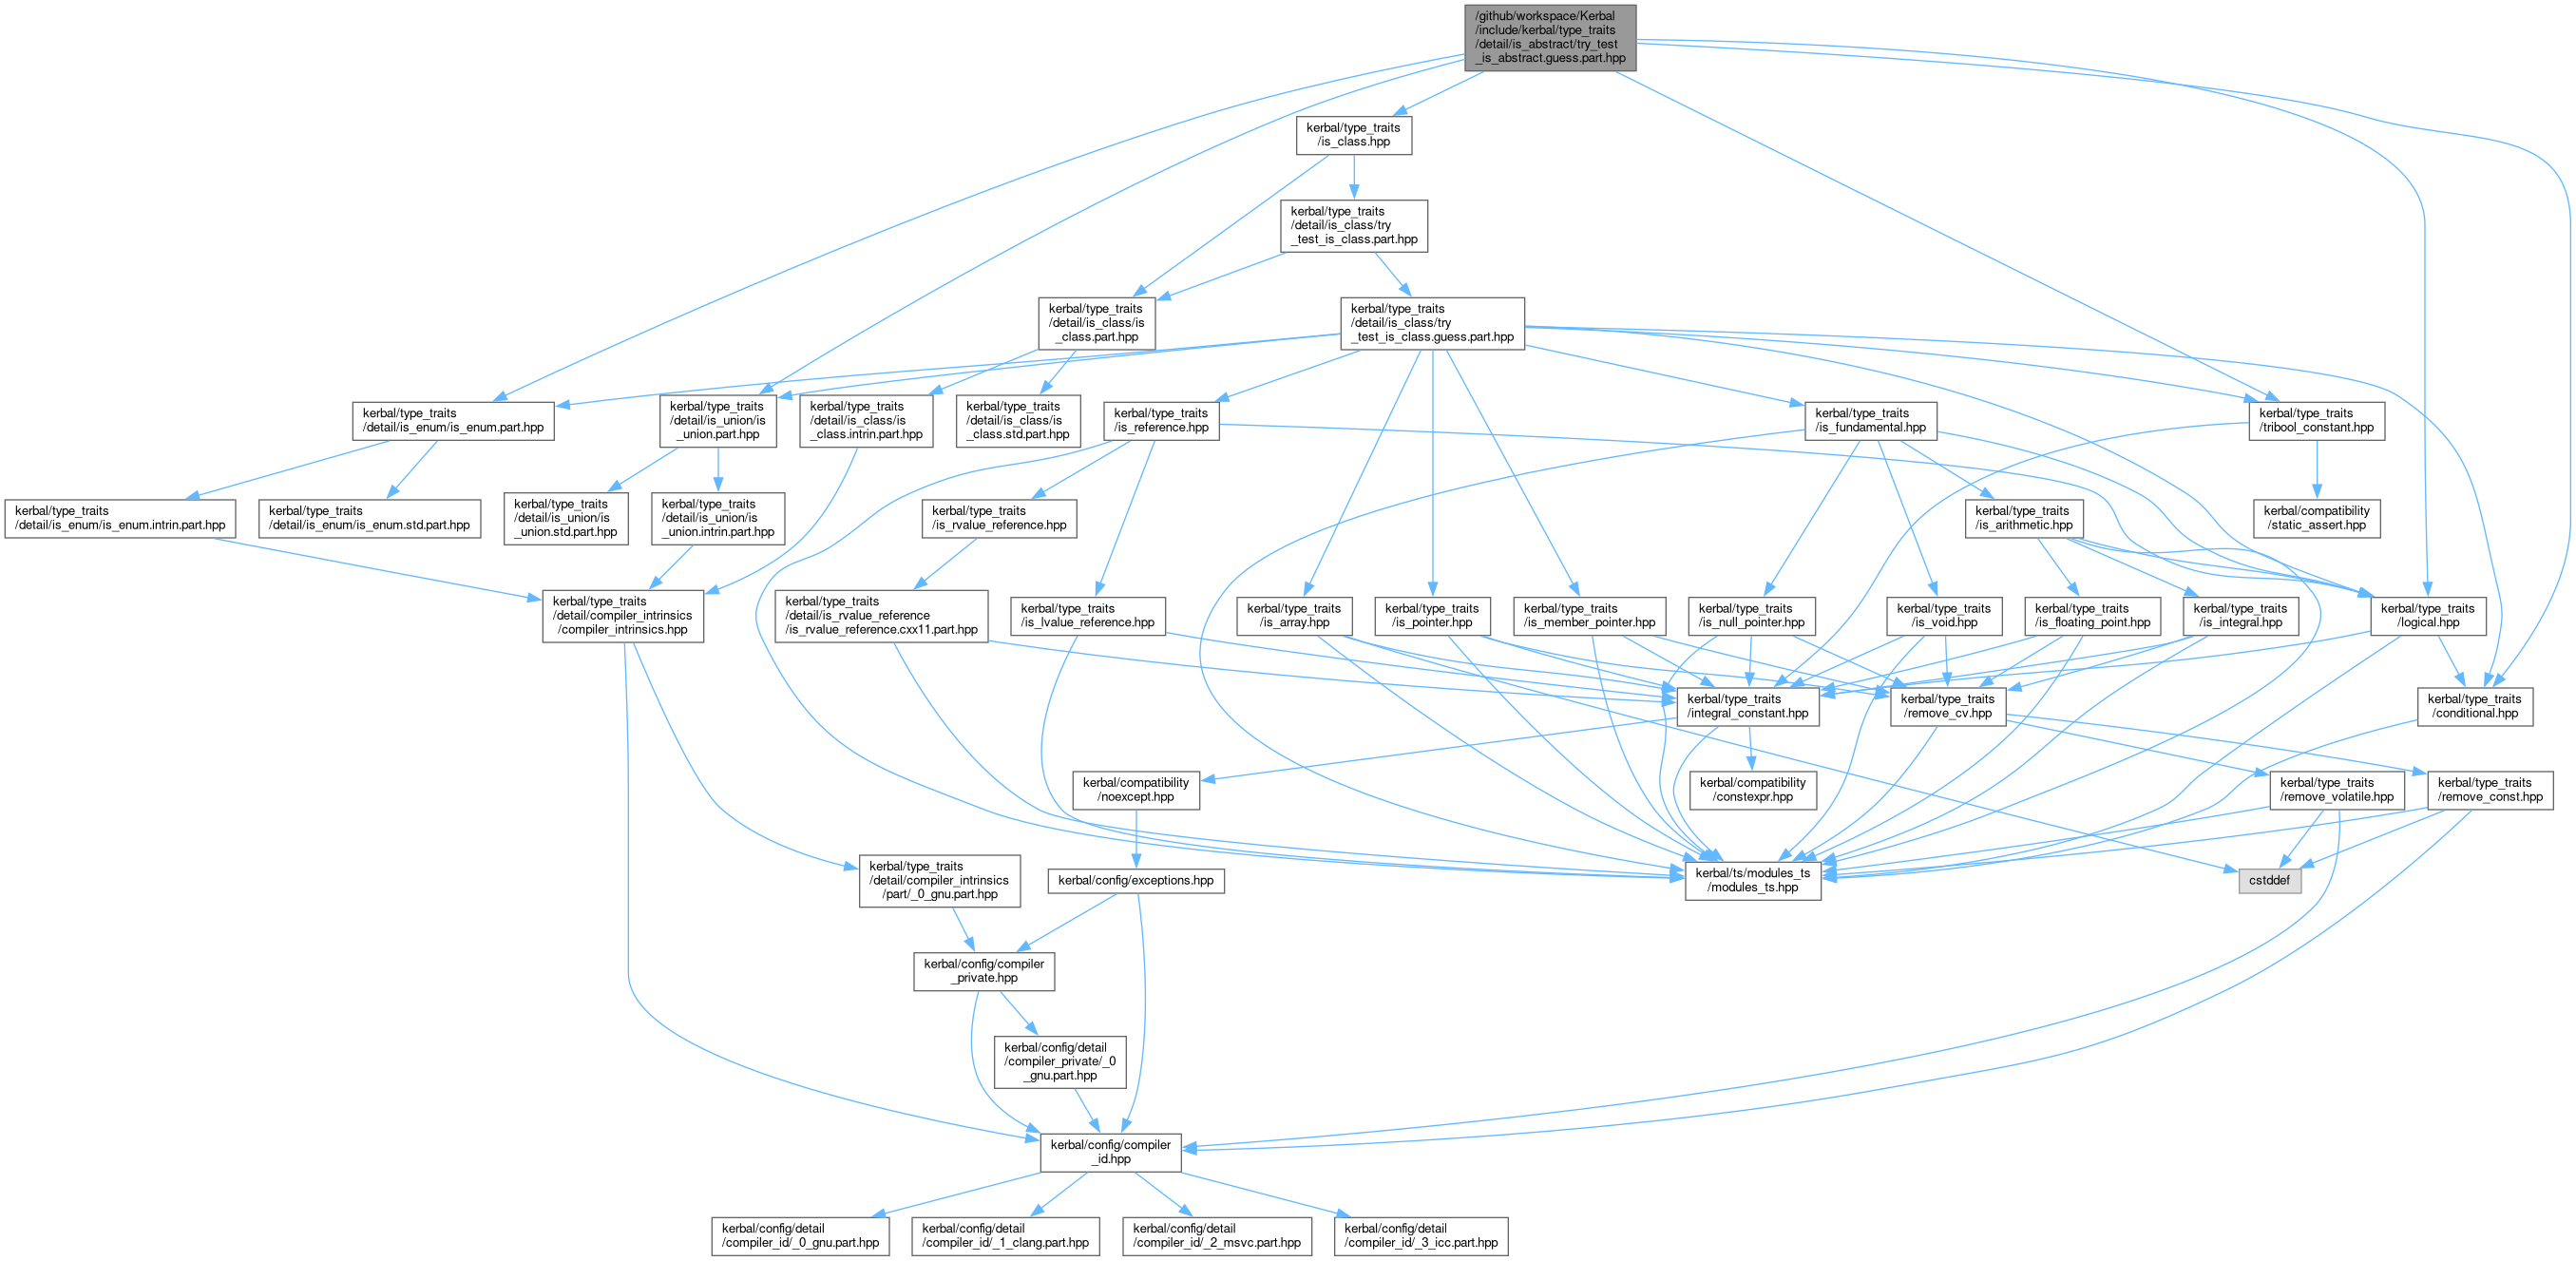 /github/workspace/Kerbal
/include/kerbal/type_traits
/detail/is_abstract/try_test
_is_abstract.guess.part.hpp
kerbal/type_traits
/is_class.hpp
kerbal/type_traits
/detail/is_class/try
_test_is_class.part.hpp
kerbal/type_traits
/detail/is_class/is
_class.part.hpp
kerbal/type_traits
/detail/is_class/try
_test_is_class.guess.part.hpp
kerbal/type_traits
/detail/is_enum/is_enum.part.hpp
kerbal/type_traits
/detail/is_union/is
_union.part.hpp
kerbal/type_traits
/detail/is_class/is
_class.intrin.part.hpp
kerbal/type_traits
/detail/is_class/is
_class.std.part.hpp
kerbal/type_traits
/is_reference.hpp
kerbal/type_traits
/is_fundamental.hpp
kerbal/type_traits
/tribool_constant.hpp
kerbal/type_traits
/detail/is_enum/is_enum.intrin.part.hpp
kerbal/type_traits
/detail/is_enum/is_enum.std.part.hpp
kerbal/type_traits
/detail/is_union/is
_union.std.part.hpp
kerbal/type_traits
/detail/is_union/is
_union.intrin.part.hpp
kerbal/type_traits
/is_rvalue_reference.hpp
kerbal/type_traits
/is_arithmetic.hpp
kerbal/compatibility
/static_assert.hpp
kerbal/type_traits
/detail/compiler_intrinsics
/compiler_intrinsics.hpp
kerbal/type_traits
/detail/is_rvalue_reference
/is_rvalue_reference.cxx11.part.hpp
kerbal/type_traits
/is_lvalue_reference.hpp
kerbal/type_traits
/is_array.hpp
kerbal/type_traits
/is_pointer.hpp
kerbal/type_traits
/is_member_pointer.hpp
kerbal/type_traits
/is_null_pointer.hpp
kerbal/type_traits
/is_void.hpp
kerbal/type_traits
/is_floating_point.hpp
kerbal/type_traits
/is_integral.hpp
kerbal/type_traits
/logical.hpp
kerbal/type_traits
/integral_constant.hpp
kerbal/type_traits
/remove_cv.hpp
kerbal/type_traits
/conditional.hpp
kerbal/compatibility
/noexcept.hpp
kerbal/compatibility
/constexpr.hpp
kerbal/type_traits
/remove_volatile.hpp
kerbal/type_traits
/remove_const.hpp
kerbal/type_traits
/detail/compiler_intrinsics
/part/_0_gnu.part.hpp
kerbal/config/exceptions.hpp
kerbal/ts/modules_ts
/modules_ts.hpp
cstddef
kerbal/config/compiler
_private.hpp
kerbal/config/detail
/compiler_private/_0
_gnu.part.hpp
kerbal/config/compiler
_id.hpp
kerbal/config/detail
/compiler_id/_0_gnu.part.hpp
kerbal/config/detail
/compiler_id/_1_clang.part.hpp
kerbal/config/detail
/compiler_id/_2_msvc.part.hpp
kerbal/config/detail
/compiler_id/_3_icc.part.hpp